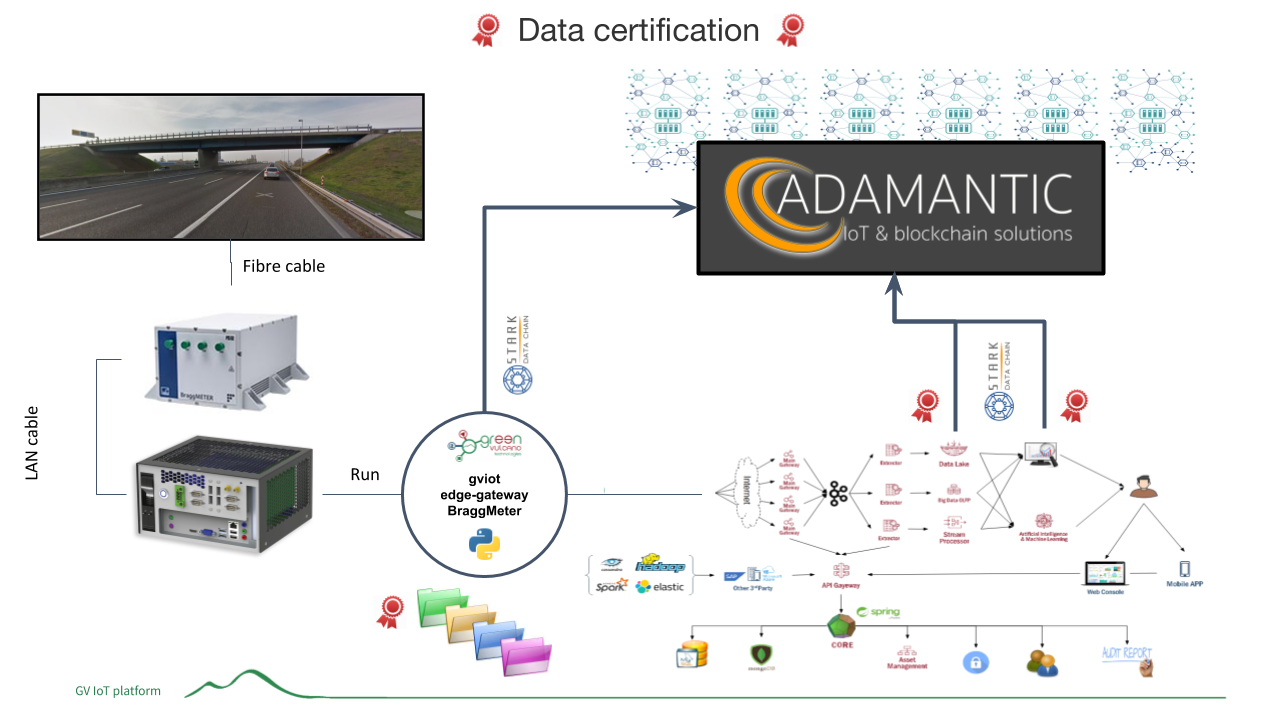 Data certification
ADAMANTIC
IoT & blockchain solutions
Fibre cable
STARK
DATA CHAIN
BraggMETER
LAN cable
Run
green
vulcano
technologies
gviot
edge-gateway
BraggMeter
STARK
DATA CHAIN
Internet
Main
Gateway
Main
Gateway
Main
Gateway
Main
Gateway
Extractor
Extractor
Extractor
Data Lake
Big Data OLTP
Stream
Processor
Artificial Intelligence
& Machine Learning
hadoop
Spark
elastic
SAP
Other 3rd Party
API Gayway
Web Console
Mobile APP
spring
CORE
mongoDB
Asset
Management
AUDIT REPORT
GV IoT platform